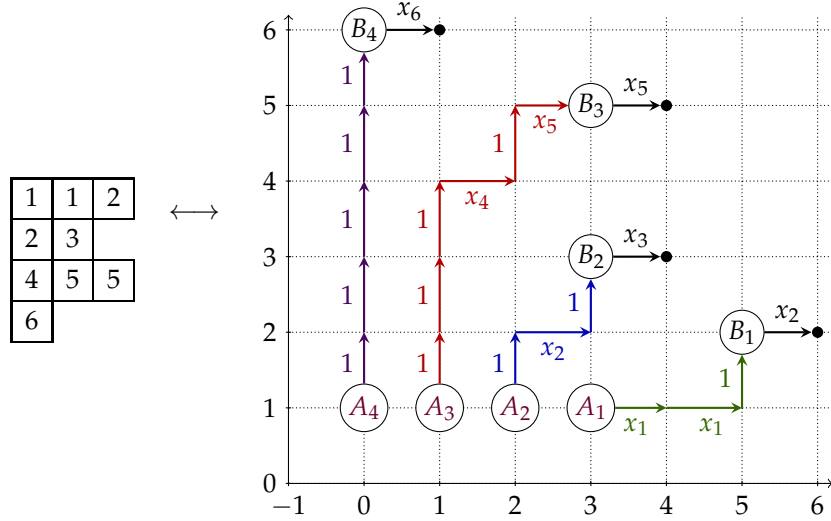 1 1 2
2 3
4 5 5
6
⟷
6 B₄ x₆
1
5 B₃ x₅
x₅
1 1
4
x₄
1 1
3 B₂ x₃
1 1 1
2 B₁ x₂
x₂
1 1 1 1
1 A₄ A₃ A₂ A₁
x₁ x₁
0
−1 0 1 2 3 4 5 6